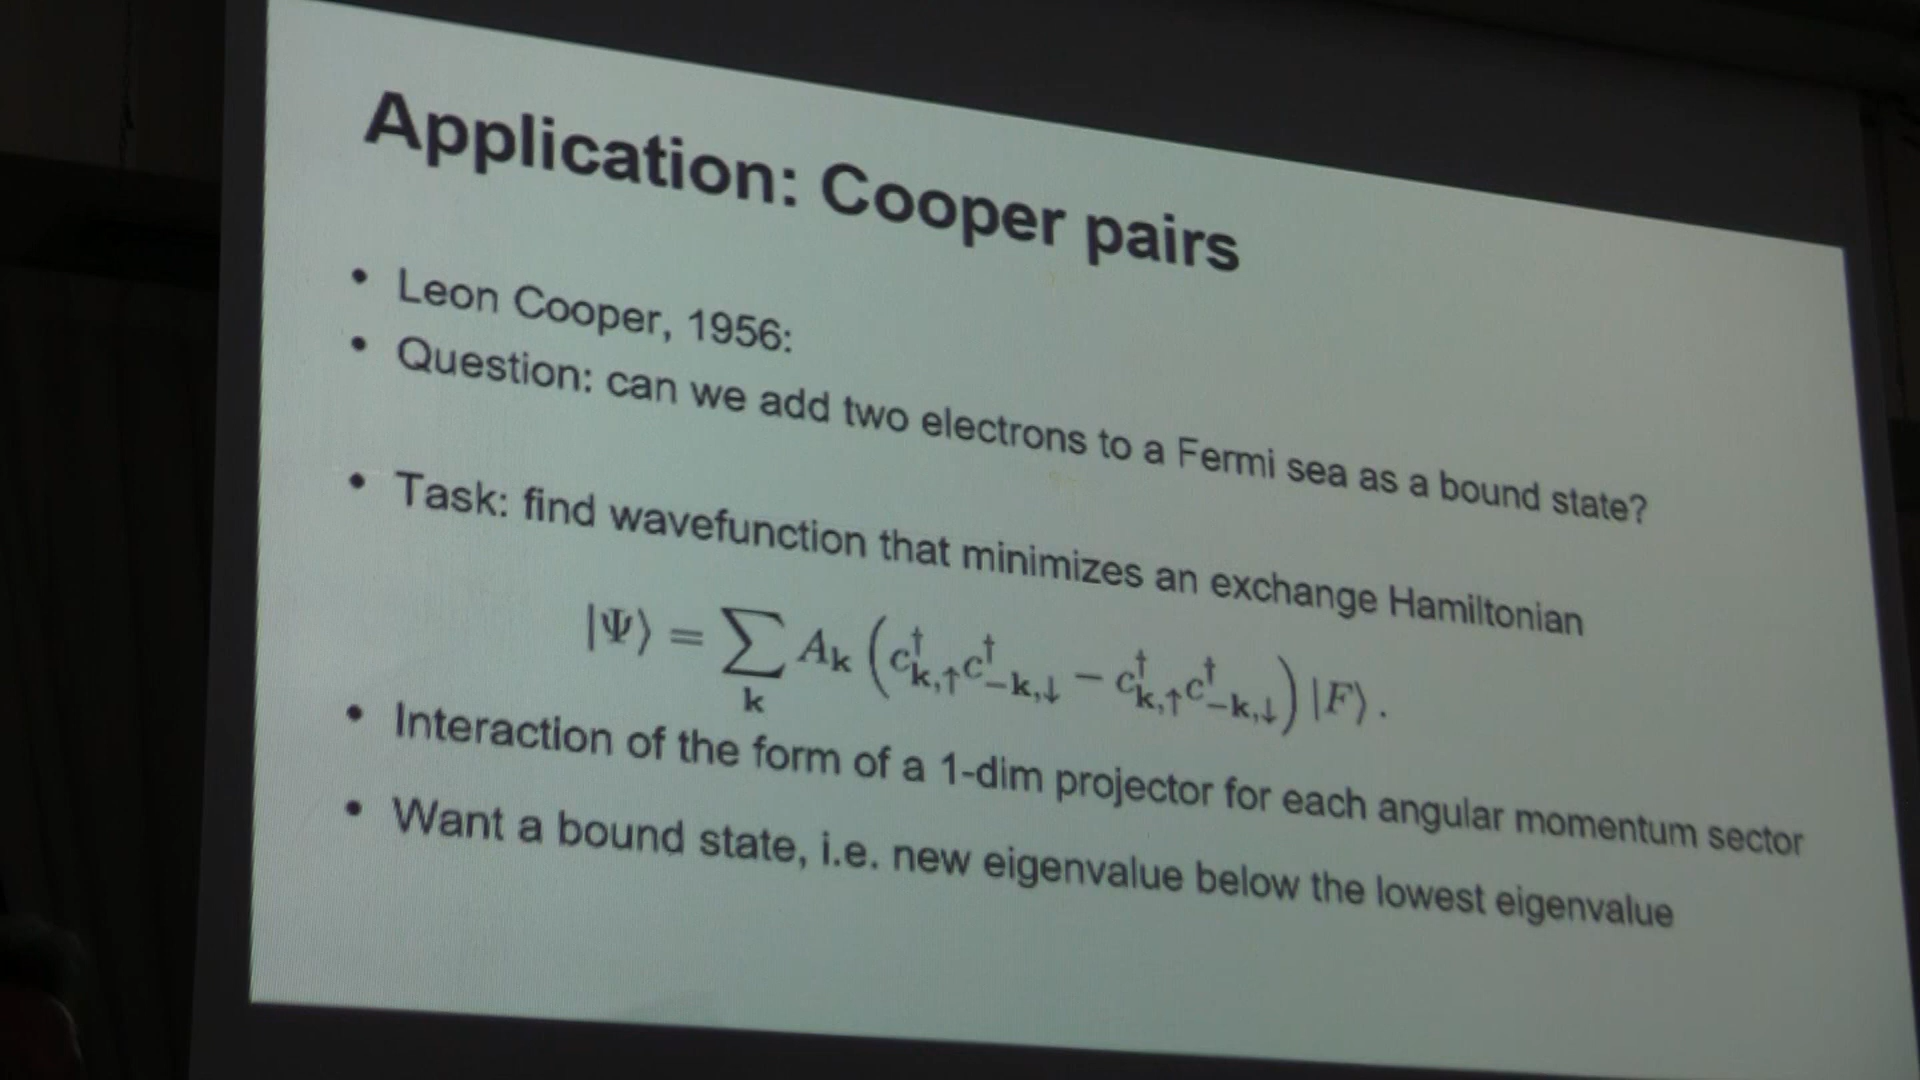 Application: Cooper pairs
• Leon Cooper, 1956:
• Question: can we add two electrons to a Fermi sea as a bound state?
• Task: find wavefunction that minimizes an exchange Hamiltonian
|Ψ⟩ = ∑_k A_k (c†_{k,↑} c†_{−k,↓} − c†_{k,↑} c†_{−k,↓}) |F⟩.
• Interaction of the form of a 1-dim projector for each angular momentum sector
• Want a bound state, i.e. new eigenvalue below the lowest eigenvalue